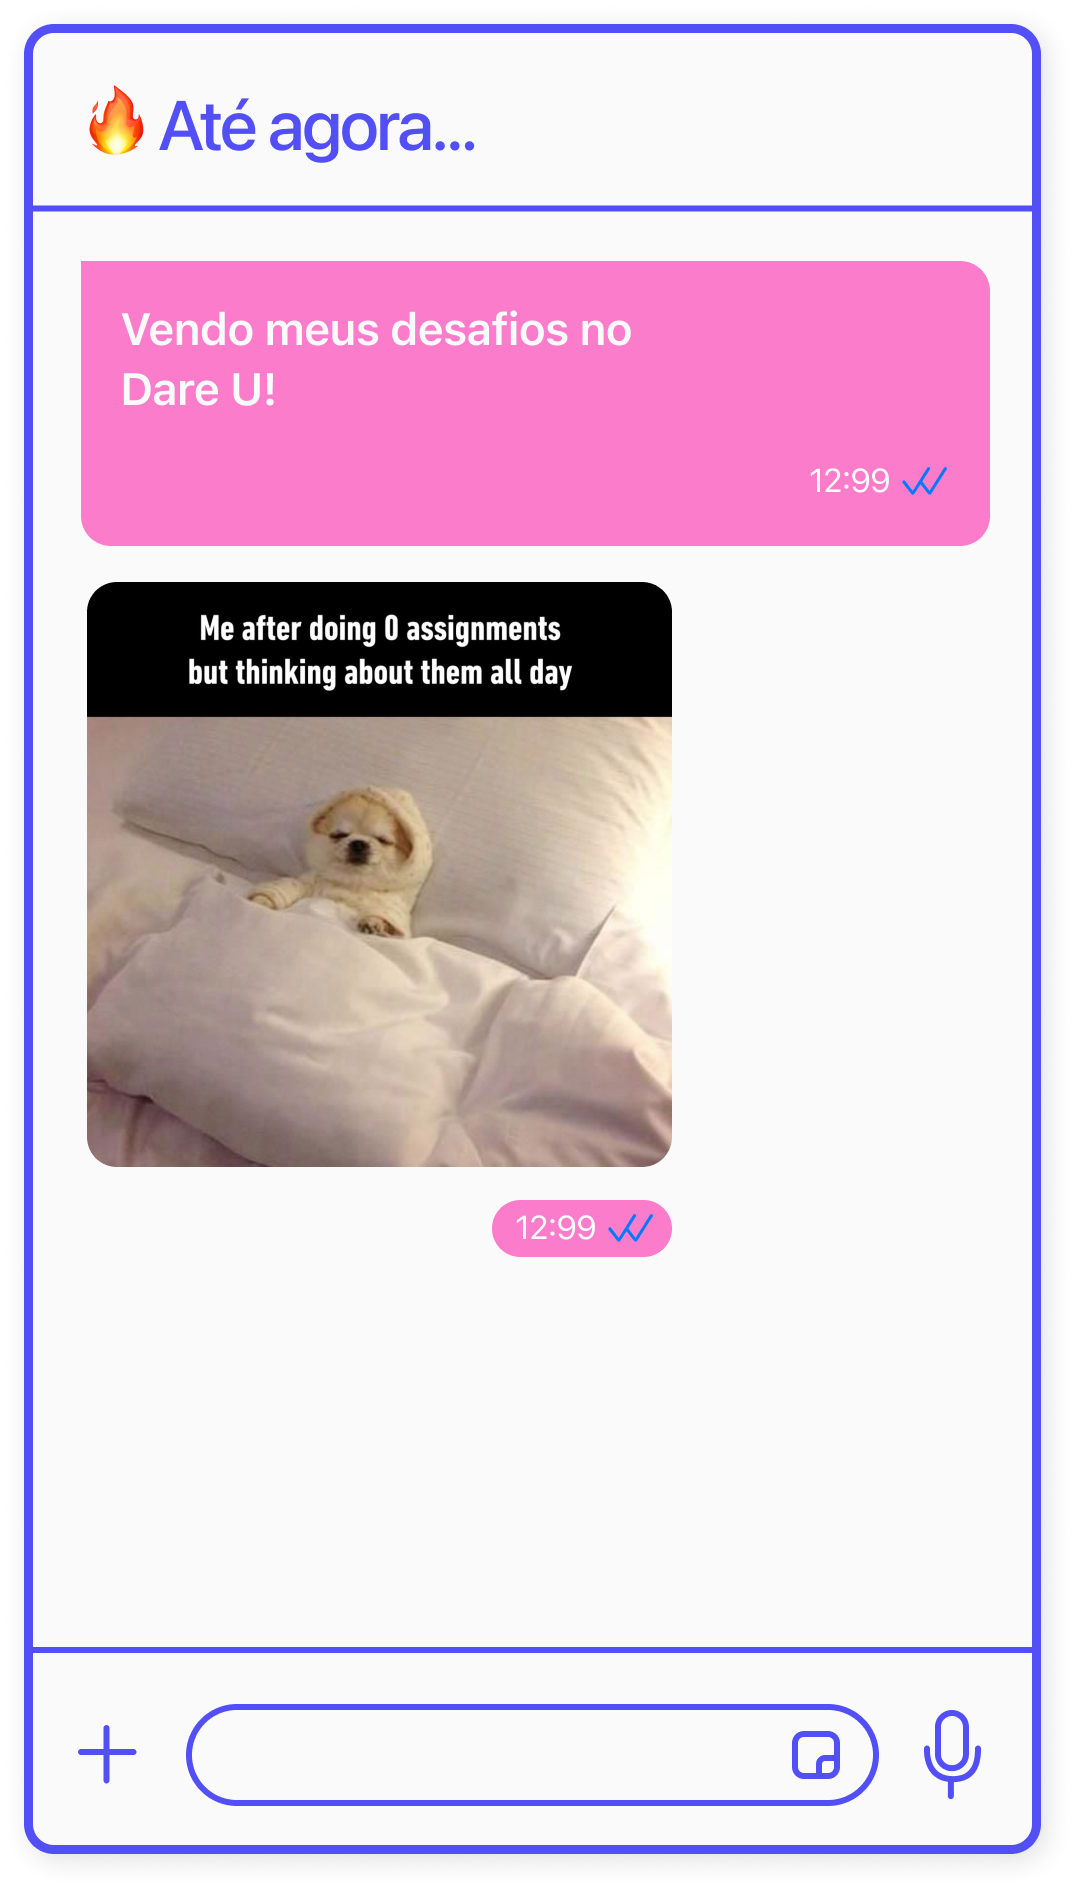 🔥 Até agora...
Vendo meus desafios no
Dare U!
12:99
Me after doing 0 assignments
but thinking about them all day
12:99